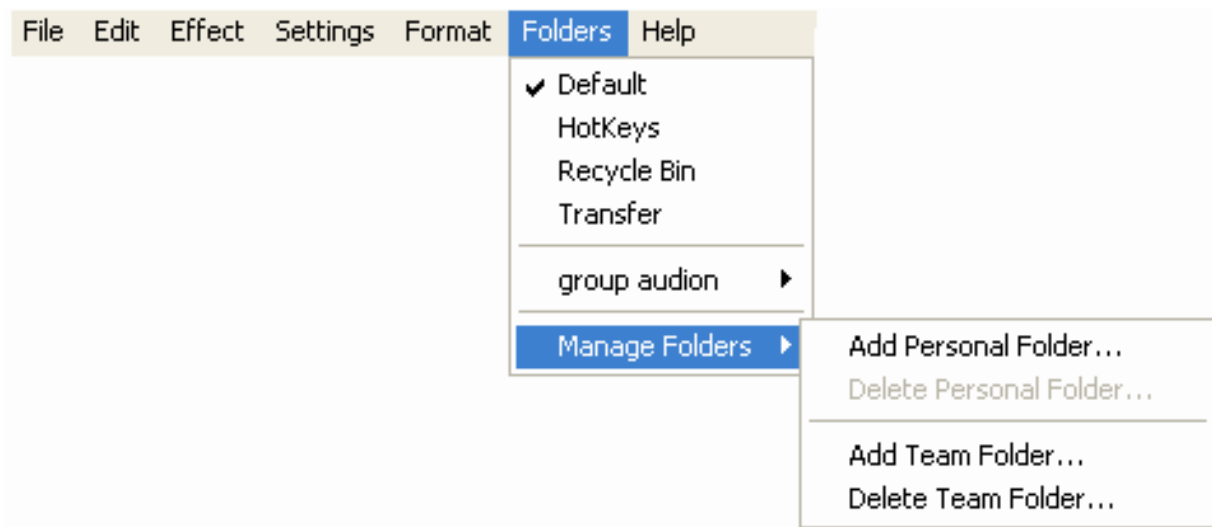 File Edit Effect Settings Format Folders Help
Default
HotKeys
Recycle Bin
Transfer
group audion
Manage Folders
Add Personal Folder...
Delete Personal Folder...
Add Team Folder...
Delete Team Folder...